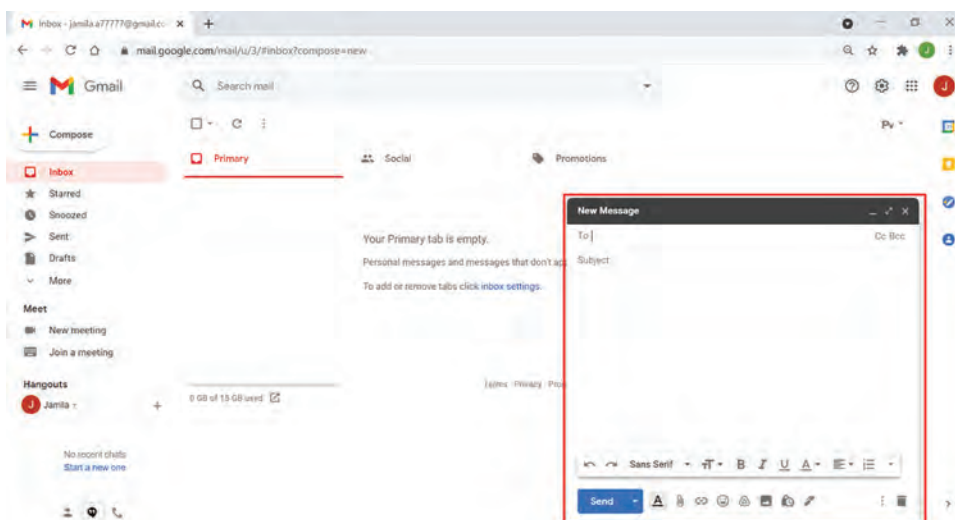 Inbox - jamila.a77777@gmail.co
mail.google.com/mail/u/3/#inbox?compose=new
Gmail
Search mail
Compose
Primary
Social
Promotions
Inbox
Starred
Snoozed
Sent
Drafts
More
Your Primary tab is empty.
Personal messages and messages that don't
To add or remove tabs click inbox settings.
Meet
New meeting
Join a meeting
Hangouts
Jamila
0 GB of 15 GB used
Terms · Privacy ·
No recent chats
Start a new one
New Message
To
Cc Bcc
Subject
Sans Serif
B I U A
Send
A